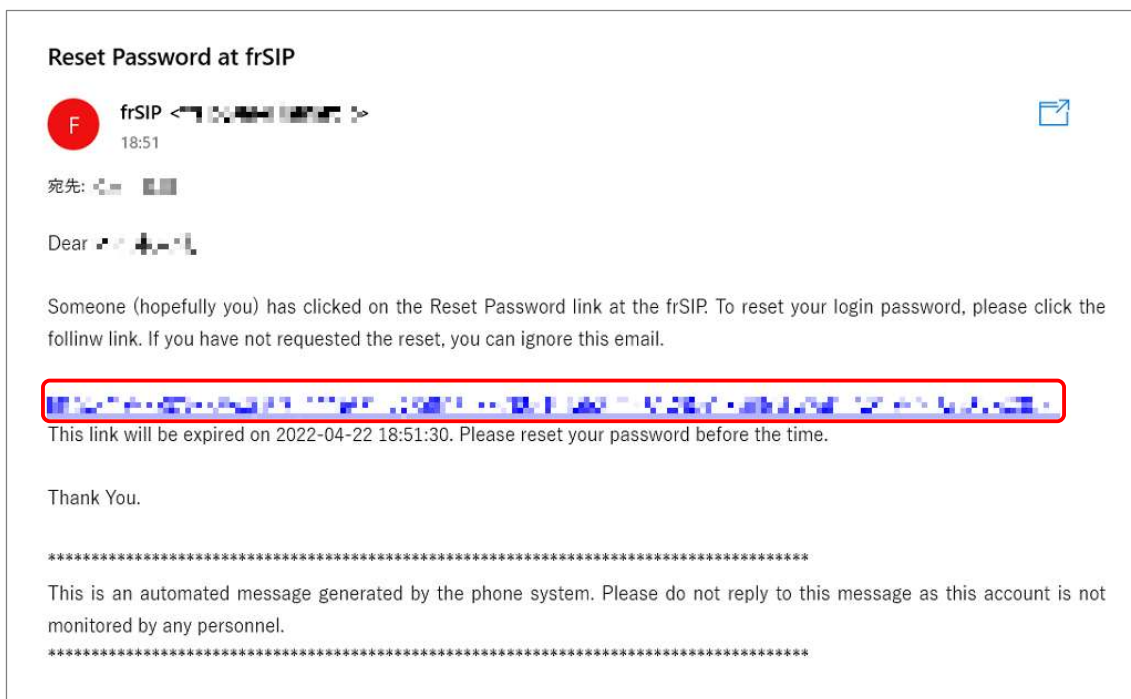 Reset Password at frSIP
F
frSIP <
18:51
宛先:
Dear
Someone (hopefully you) has clicked on the Reset Password link at the frSIP. To reset your login password, please click the
follinw link. If you have not requested the reset, you can ignore this email.
This link will be expired on 2022-04-22 18:51:30. Please reset your password before the time.
Thank You.
****************************************************************************************
This is an automated message generated by the phone system. Please do not reply to this message as this account is not
monitored by any personnel.
****************************************************************************************